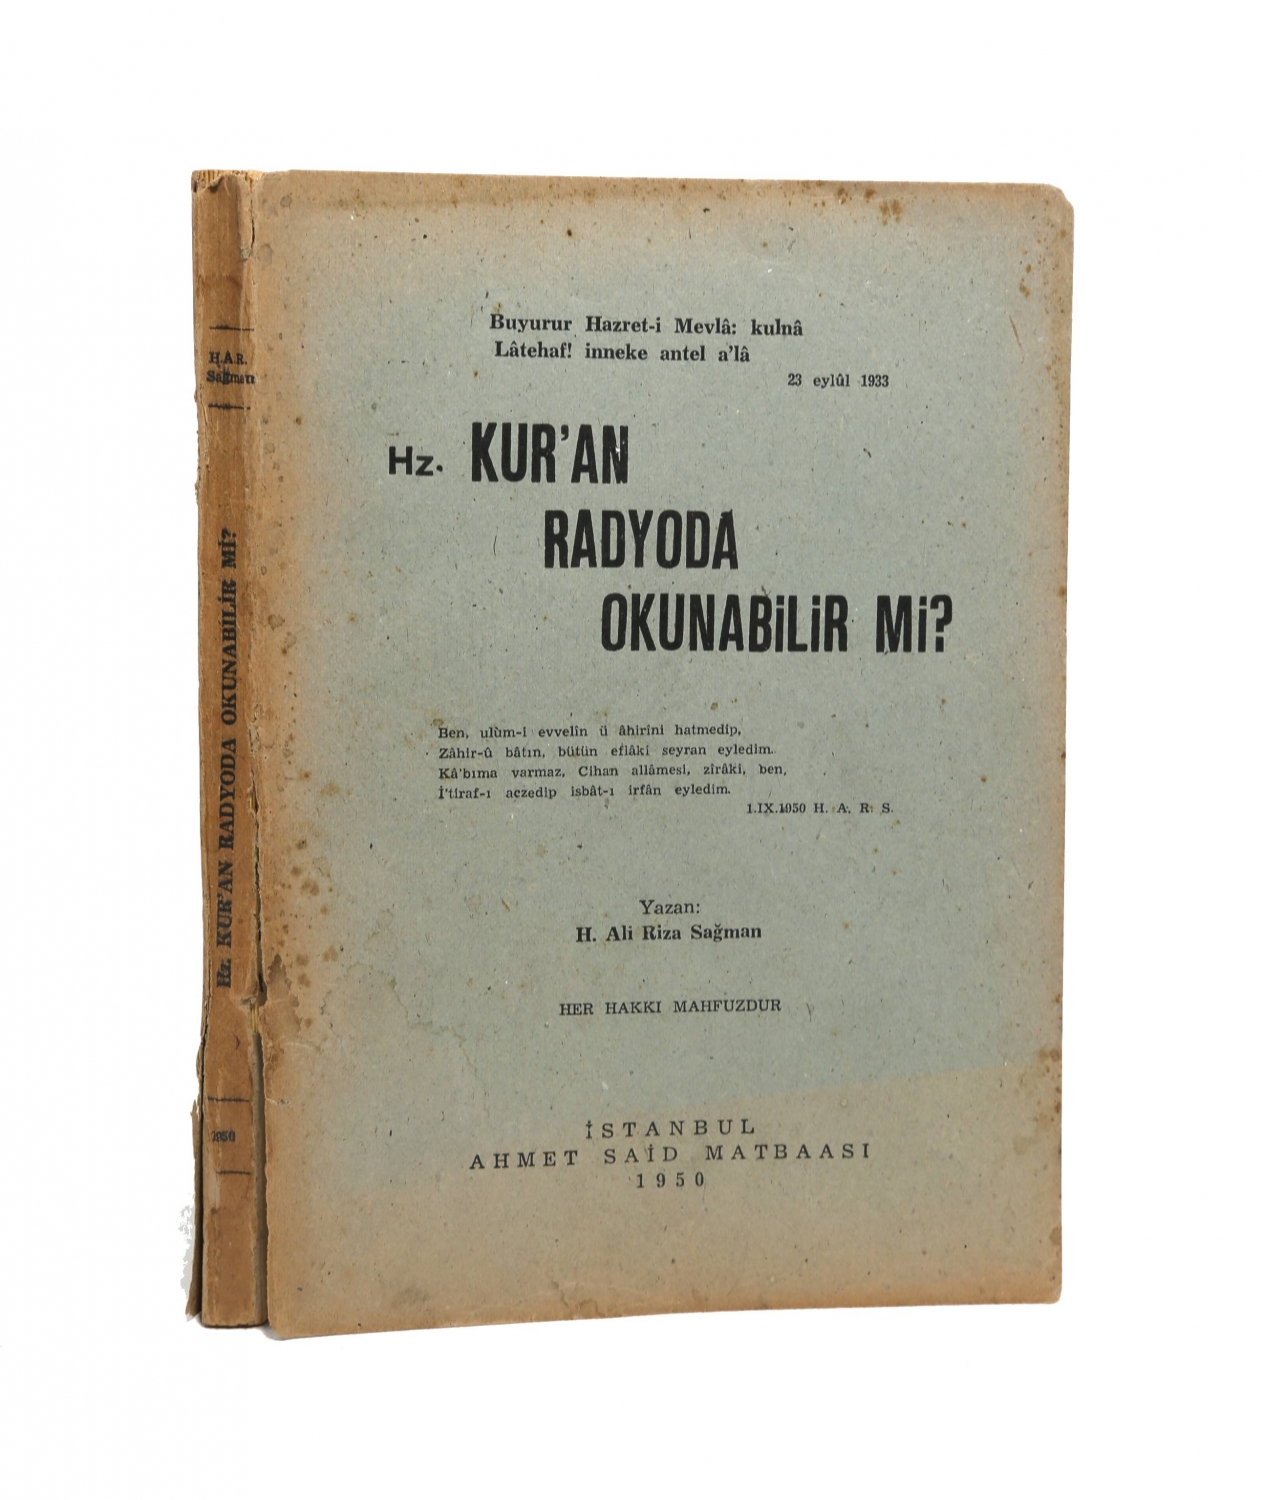 Buyurur Hazret-i Mevlâ: kulnâ
Lâtehaf! inneke antel a'lâ
23 eylûl 1933
Hz. KUR'AN
RADYODA
OKUNABİLİR Mİ?
Ben, ulûm-i evvelîn ü âhirîni hatmedip,
Zâhir-û bâtın, bütün eflâki seyran eyledim.
Kâ'bıma varmaz, Cihan allâmesi, zîrâki, ben,
İ'tiraf-ı aczedip isbât-ı irfân eyledim.
1.IX.1950 H. A. R. S.
Yazan:
H. Ali Riza Sağman
HER HAKKI MAHFUZDUR
İSTANBUL
AHMET SAİD MATBAASI
1950
H.A.R.
Sağman
Hz. KUR'AN RADYODA OKUNABİLİR Mİ?
1950